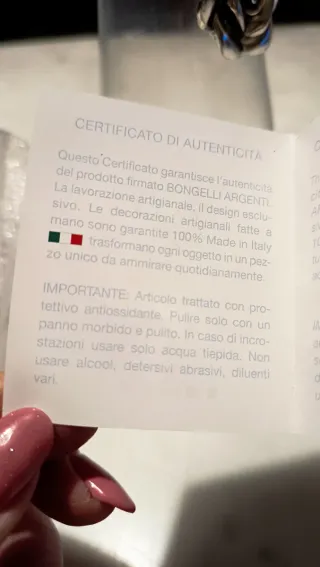 CERTIFICATO DI AUTENTICITÀ
Questo Certificato garantisce l'autenticità
del prodotto firmato BONGELLI ARGENTI.
La lavorazione artigianale, il design esclu-
sivo. Le decorazioni artigianali fatte a
mano sono garantite 100% Made in Italy
trasformano ogni oggetto in un pez-
zo unico da ammirare quotidianamente.
IMPORTANTE: Articolo trattato con pro-
tettivo antiossidante. Pulire solo con un
panno morbido e pulito. In caso di incro-
stazioni usare solo acqua tiepida. Non
usare alcool, detersivi abrasivi, diluenti
vari.